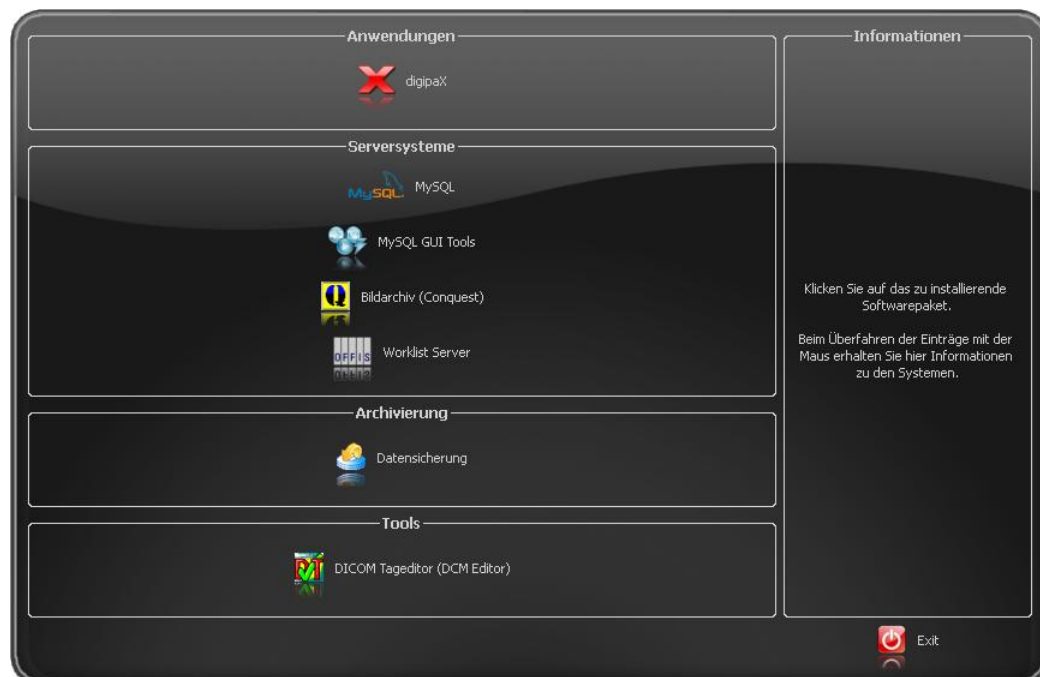 Anwendungen
digipaX
Serversysteme
MySQL
MySQL
MySQL GUI Tools
Bildarchiv (Conquest)
OFFIS
Worklist Server
Archivierung
Datensicherung
Tools
DICOM Tageditor (DCM Editor)
Informationen
Klicken Sie auf das zu installierende
Softwarepaket.
Beim Überfahren der Einträge mit der
Maus erhalten Sie hier Informationen
zu den Systemen.
Exit